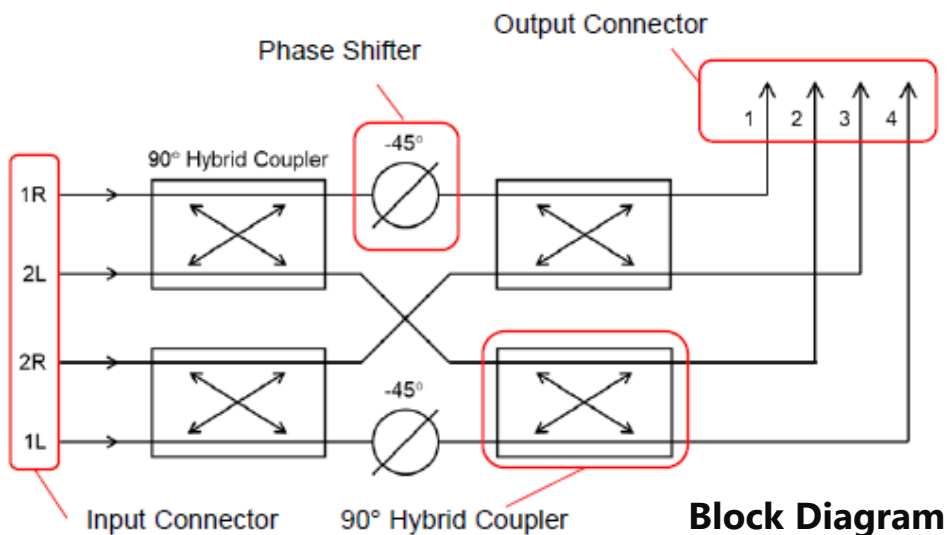 Output Connector
Phase Shifter
1 2 3 4
-45°
90° Hybrid Coupler
1R
2L
2R
-45°
1L
Input Connector
90° Hybrid Coupler
Block Diagram